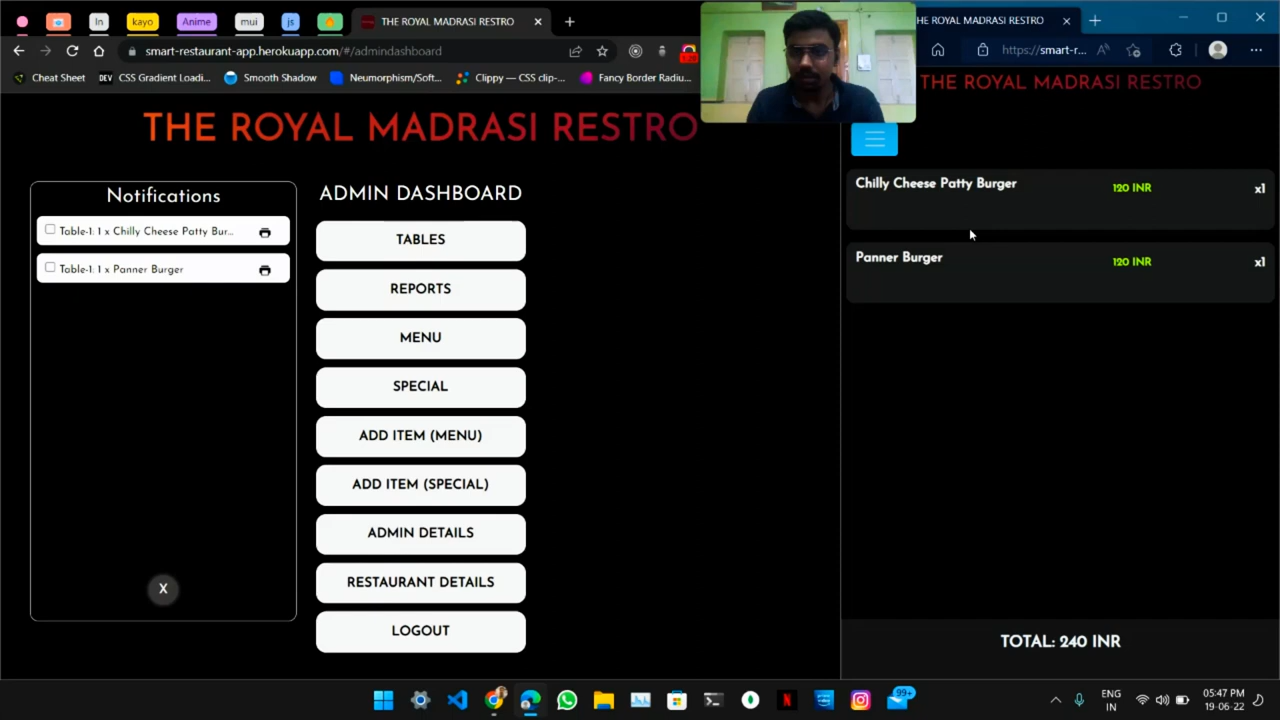 In
kayo
Anime
mui
js
THE ROYAL MADRASI RESTRO
HE ROYAL MADRASI RESTRO
smart-restaurant-app.herokuapp.com/#/admindashboard
https://smart-r...
Cheat Sheet
DEV
CSS Gradient Loadi...
Smooth Shadow
Neumorphism/Soft...
Clippy — CSS clip-...
Fancy Border Radiu...
THE ROYAL MADRASI RESTRO
Notifications
Table-1: 1 x Chilly Cheese Patty Bur...
Table-1: 1 x Panner Burger
X
ADMIN DASHBOARD
TABLES
REPORTS
MENU
SPECIAL
ADD ITEM (MENU)
ADD ITEM (SPECIAL)
ADMIN DETAILS
RESTAURANT DETAILS
LOGOUT
THE ROYAL MADRASI RESTRO
Chilly Cheese Patty Burger
120 INR
x1
Panner Burger
120 INR
x1
TOTAL: 240 INR
99+
ENG
IN
05:47 PM
19-06-22